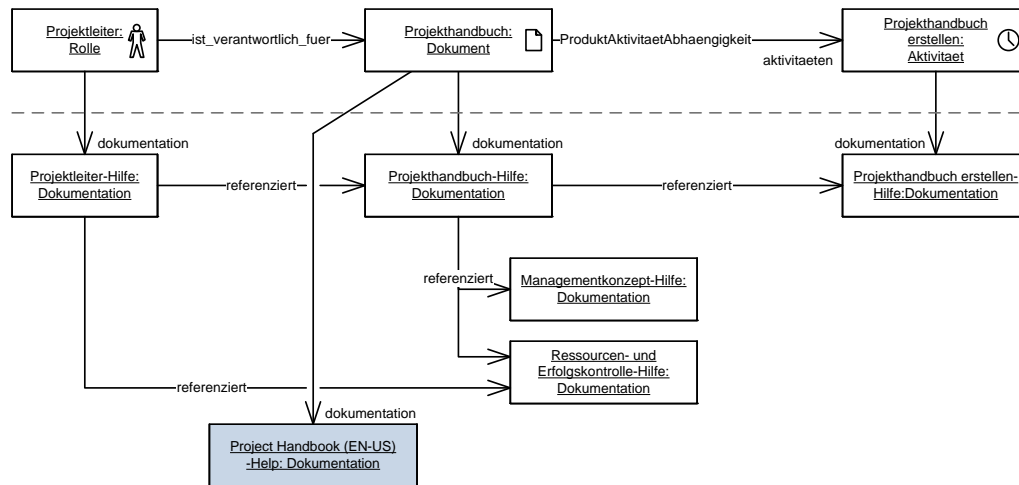 Projektleiter:
Rolle
ist_verantwortlich_fuer
Projekthandbuch:
Dokument
ProduktAktivitaetAbhaengigkeit
aktivitaeten
Projekthandbuch
erstellen:
Aktivitaet
dokumentation
dokumentation
dokumentation
Projektleiter-Hilfe:
Dokumentation
referenziert
Projekthandbuch-Hilfe:
Dokumentation
referenziert
Projekthandbuch erstellen-
Hilfe:Dokumentation
referenziert
Managementkonzept-Hilfe:
Dokumentation
Ressourcen- und
Erfolgskontrolle-Hilfe:
Dokumentation
referenziert
dokumentation
Project Handbook (EN-US)
-Help: Dokumentation